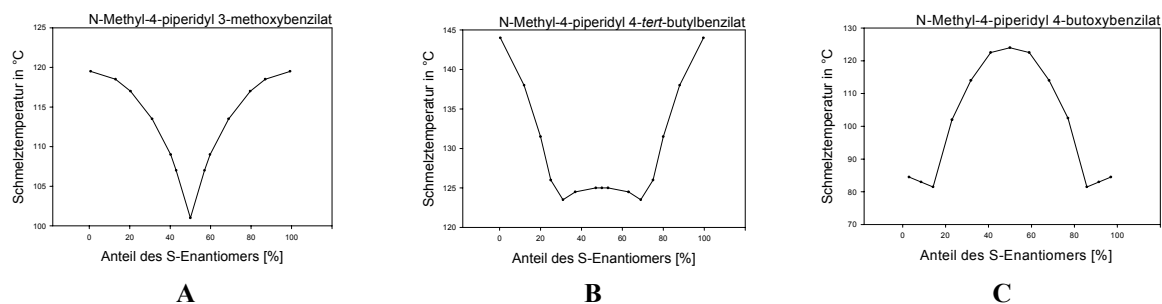 N-Methyl-4-piperidyl 3-methoxybenzilat
Schmelztemperatur in °C
120
115
110
105
100
0 20 40 60 80 100
Anteil des S-Enantiomers [%]
A
N-Methyl-4-piperidyl 4-tert-butylbenzilat
Schmelztemperatur in °C
145
140
135
130
125
120
0 20 40 60 80 100
Anteil des S-Enantiomers [%]
B
N-Methyl-4-piperidyl 4-butoxybenzilat
Schmelztemperatur in °C
130
120
110
100
90
80
70
0 20 40 60 80 100
Anteil des S-Enantiomers [%]
C